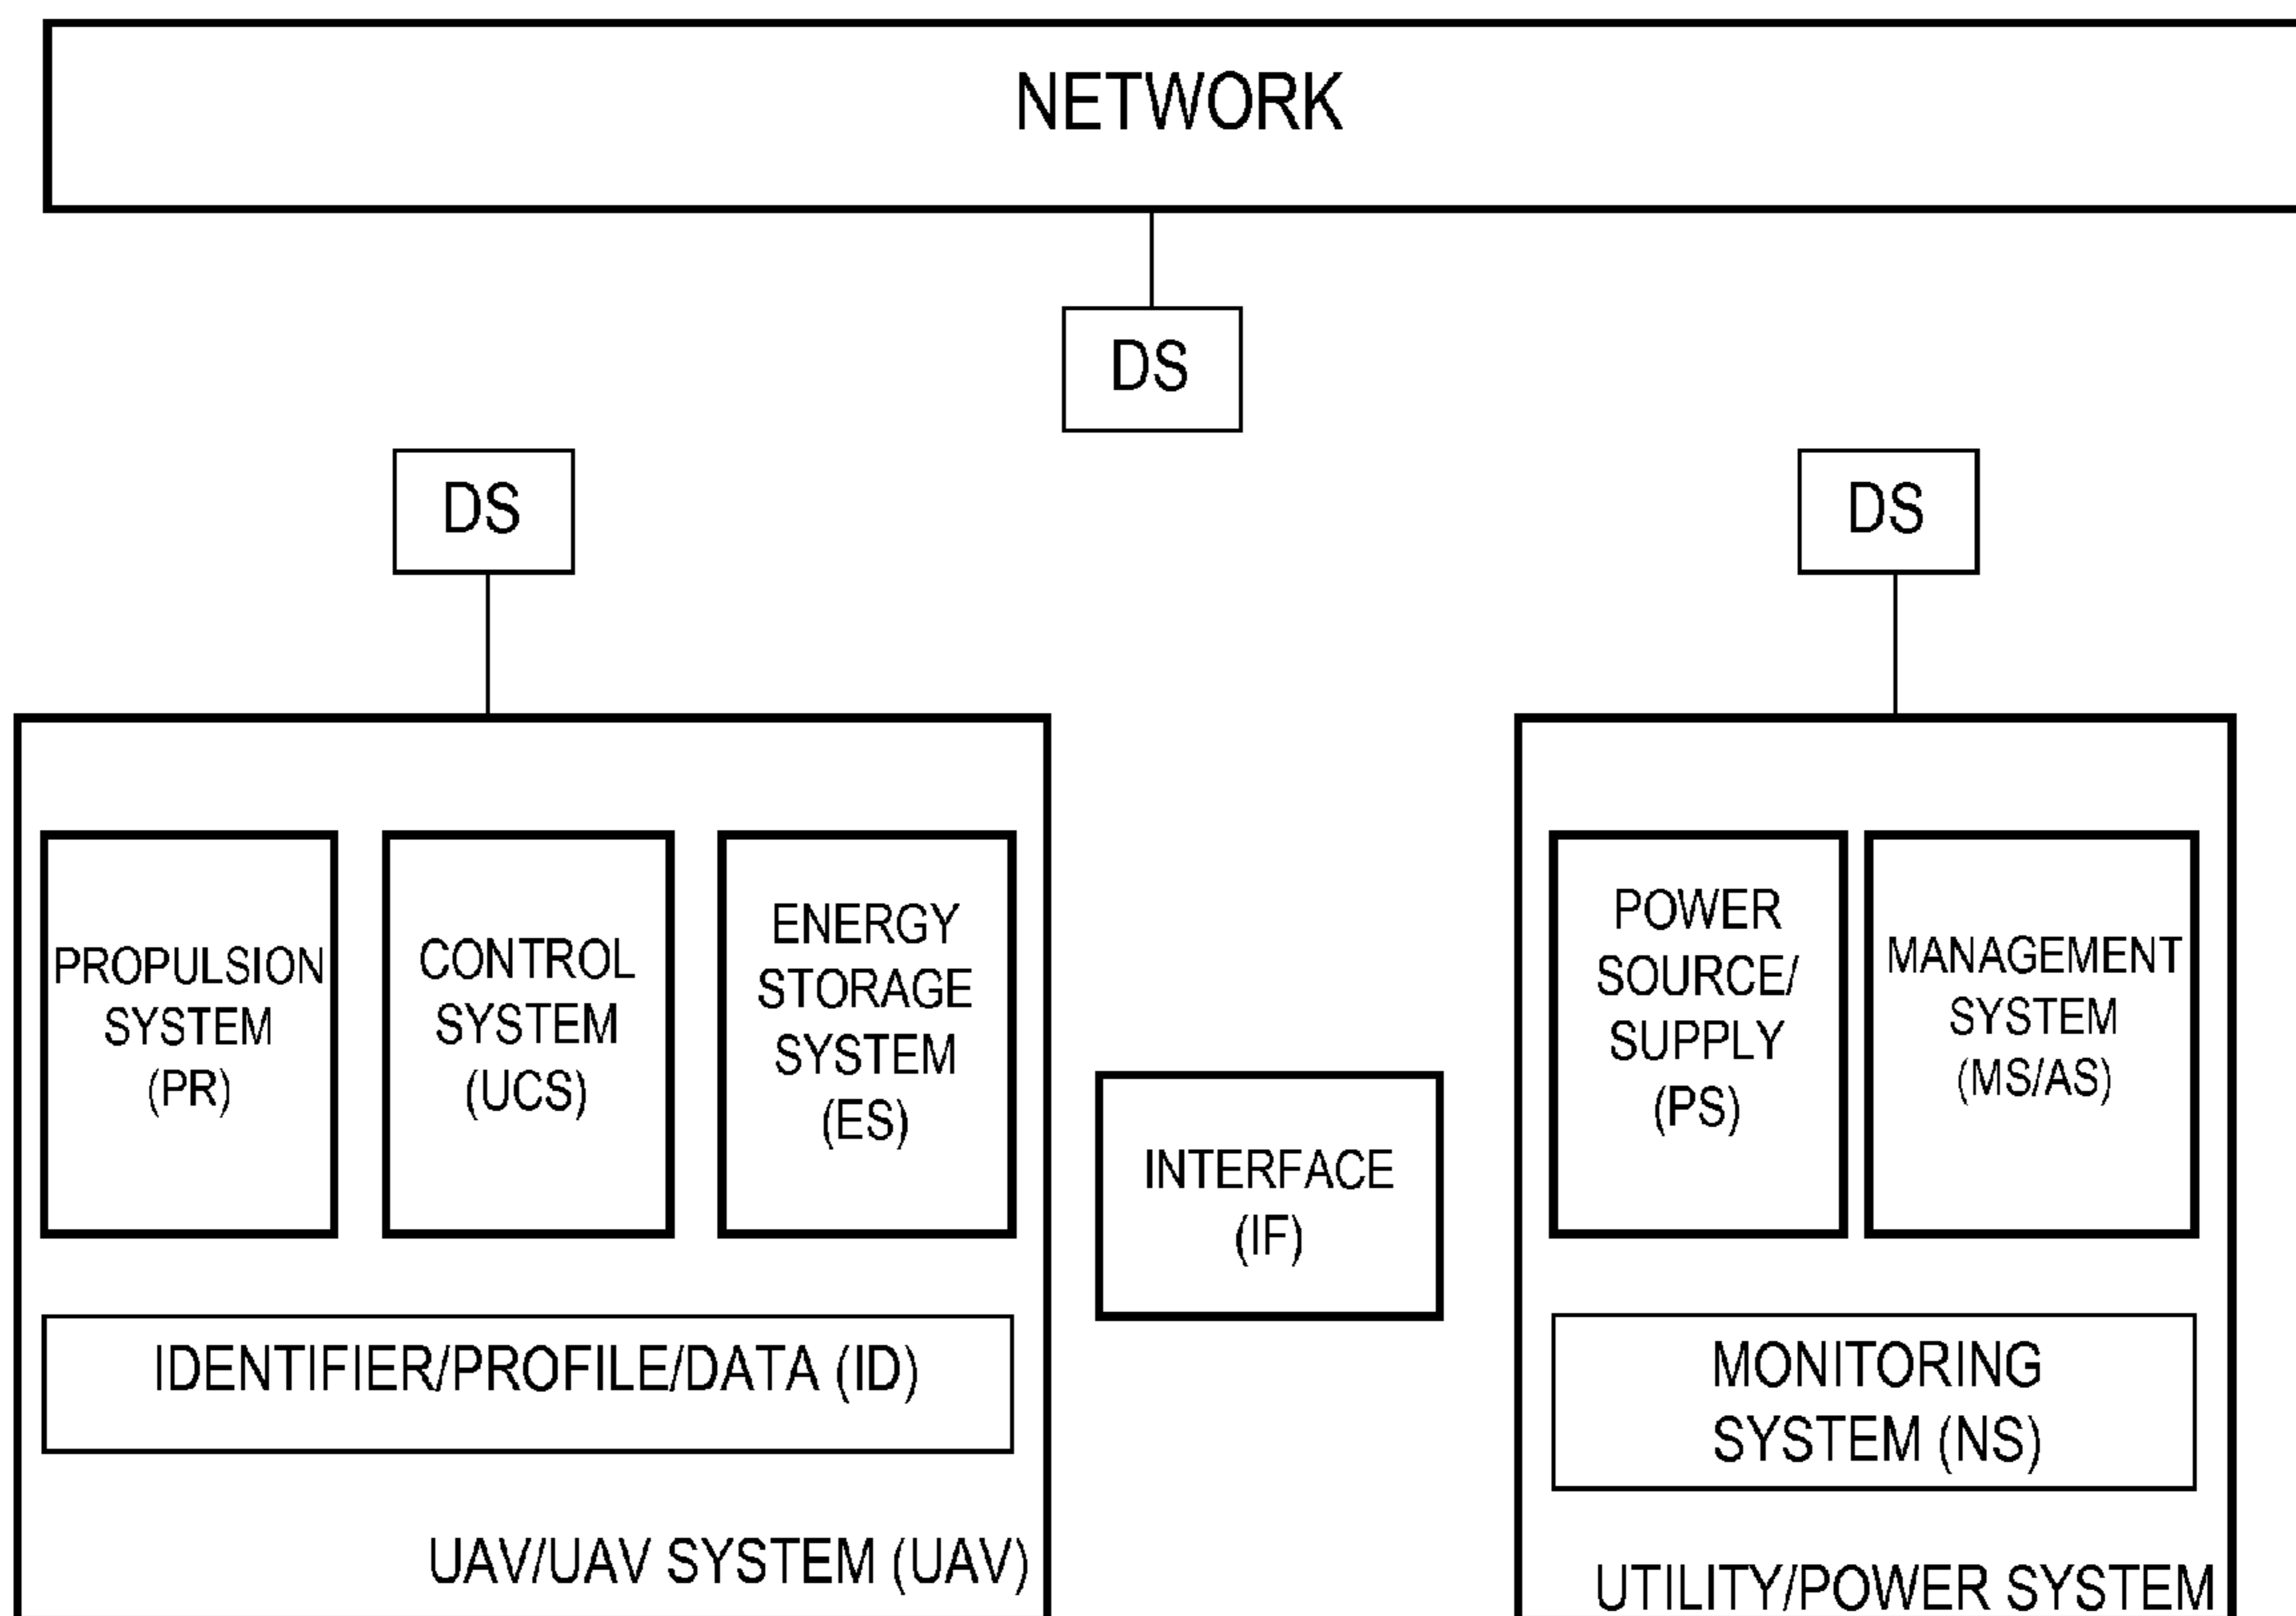 NETWORK
DS
DS
DS
PROPULSION
SYSTEM
(PR)
CONTROL
SYSTEM
(UCS)
ENERGY
STORAGE
SYSTEM
(ES)
INTERFACE
(IF)
POWER
SOURCE/
SUPPLY
(PS)
MANAGEMENT
SYSTEM
(MS/AS)
IDENTIFIER/PROFILE/DATA (ID)
MONITORING
SYSTEM (NS)
UAV/UAV SYSTEM (UAV)
UTILITY/POWER SYSTEM